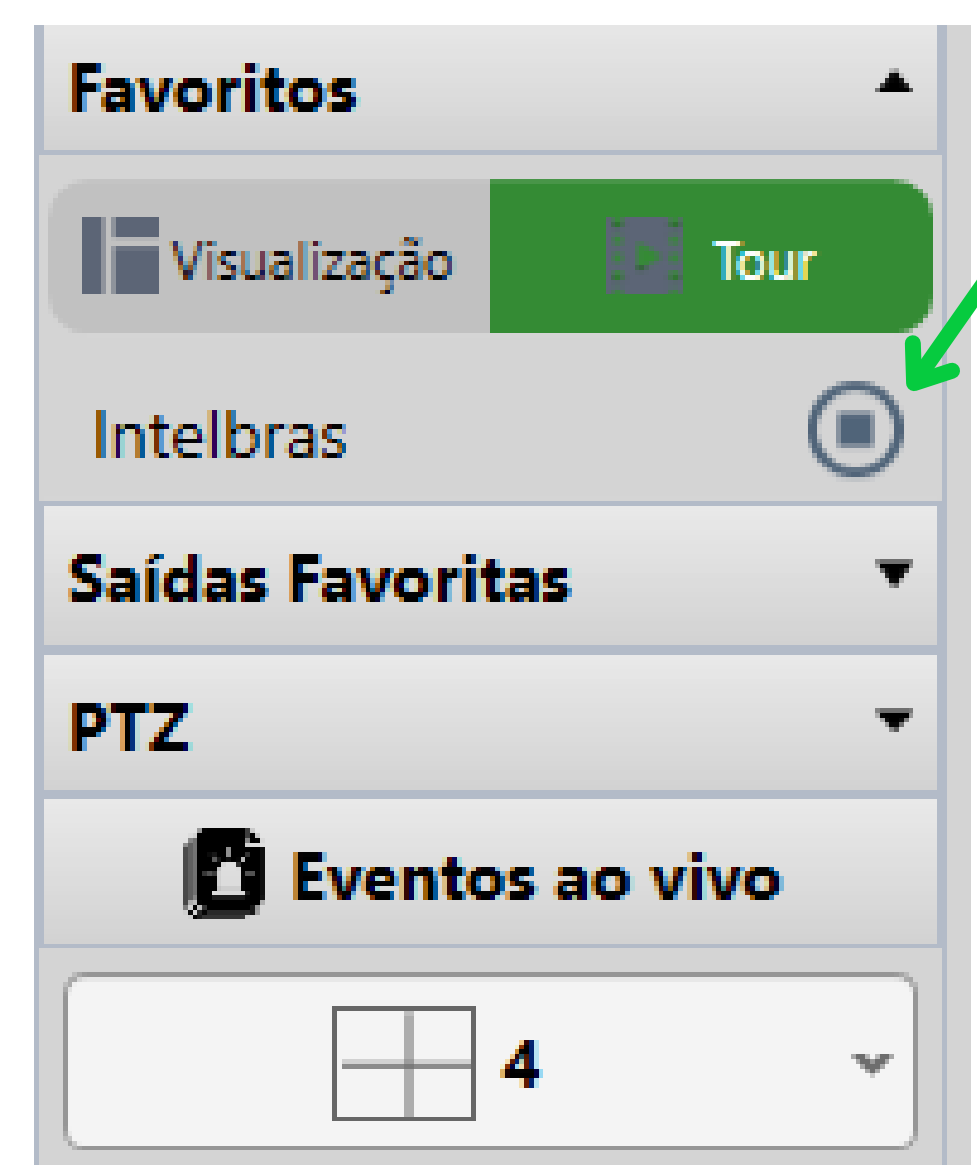 Favoritos
Visualização Tour
Intelbras
Saídas Favoritas
PTZ
Eventos ao vivo
4